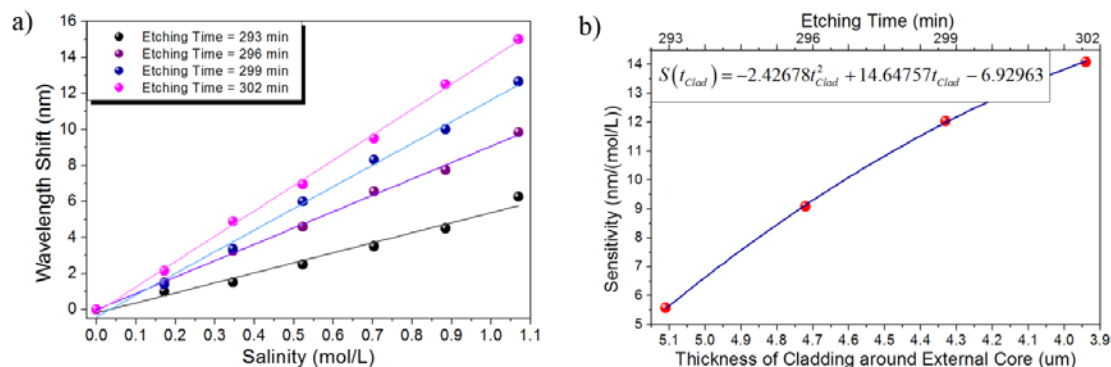 a)
16
14
12
10
8
6
4
2
0
Wavelength Shift (nm)
Etching Time = 293 min
Etching Time = 296 min
Etching Time = 299 min
Etching Time = 302 min
0.0 0.1 0.2 0.3 0.4 0.5 0.6 0.7 0.8 0.9 1.0 1.1
Salinity (mol/L)
b)
Etching Time (min)
293 296 299 302
S(t_Clad) = −2.42678t²_Clad + 14.64757t_Clad − 6.92963
14
13
12
11
10
9
8
7
6
5
Sensitivity (nm/(mol/L))
5.1 5.0 4.9 4.8 4.7 4.6 4.5 4.4 4.3 4.2 4.1 4.0 3.9
Thickness of Cladding around External Core (um)